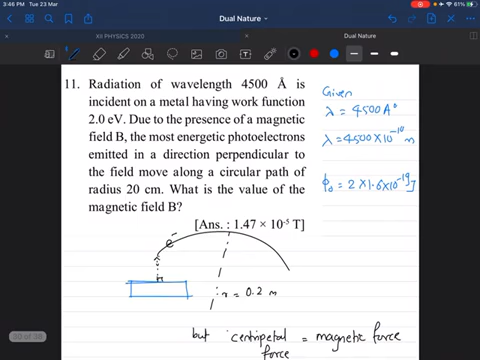 3:46 PM Tue 23 Mar
61%
Dual Nature
XII PHYSICS 2020
Dual Nature
11. Radiation of wavelength 4500 Å is
incident on a metal having work function
2.0 eV. Due to the presence of a magnetic
field B, the most energetic photoelectrons
emitted in a direction perpendicular to
the field move along a circular path of
radius 20 cm. What is the value of the
magnetic field B?
[Ans. : 1.47 × 10⁻⁵ T]
Given
λ = 4500 A°
λ = 4500 × 10⁻¹⁰ m
ϕ₀ = 2 × 1.6 × 10⁻¹⁹ J
e⁻
r = 0.2 m
but centripetal = magnetic force
force